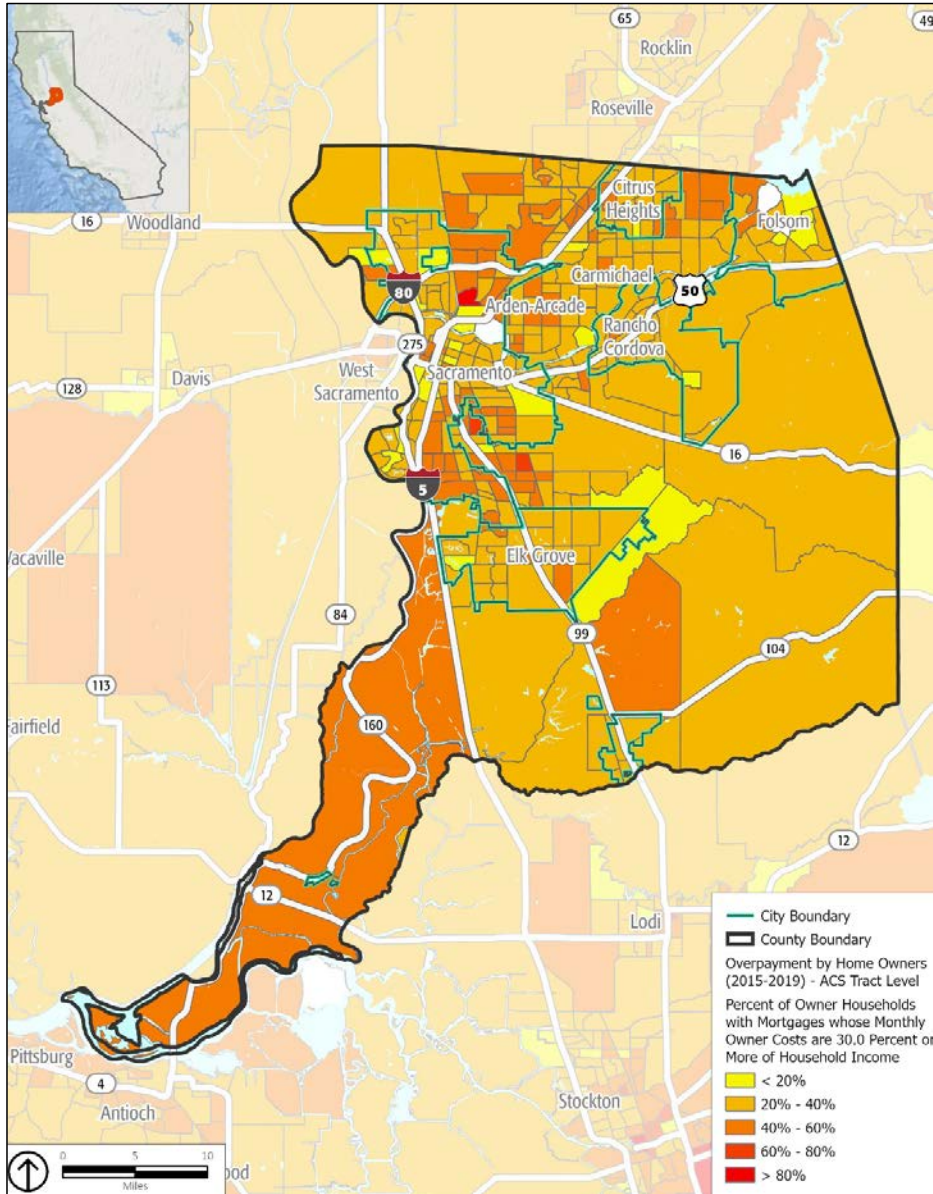 65
49
Rocklin
Roseville
16
Woodland
Citrus
Heights
Folsom
Carmichael
80
50
Arden-Arcade
Rancho
Cordova
275
West
Sacramento
Sacramento
Davis
128
16
5
Vacaville
Elk Grove
84
99
104
113
Fairfield
160
12
12
Lodi
Pittsburg
4
Antioch
Stockton
ood
City Boundary
County Boundary
Overpayment by Home Owners
(2015-2019) - ACS Tract Level
Percent of Owner Households
with Mortgages whose Monthly
Owner Costs are 30.0 Percent or
More of Household Income
< 20%
20% - 40%
40% - 60%
60% - 80%
> 80%
0 5 10
Miles